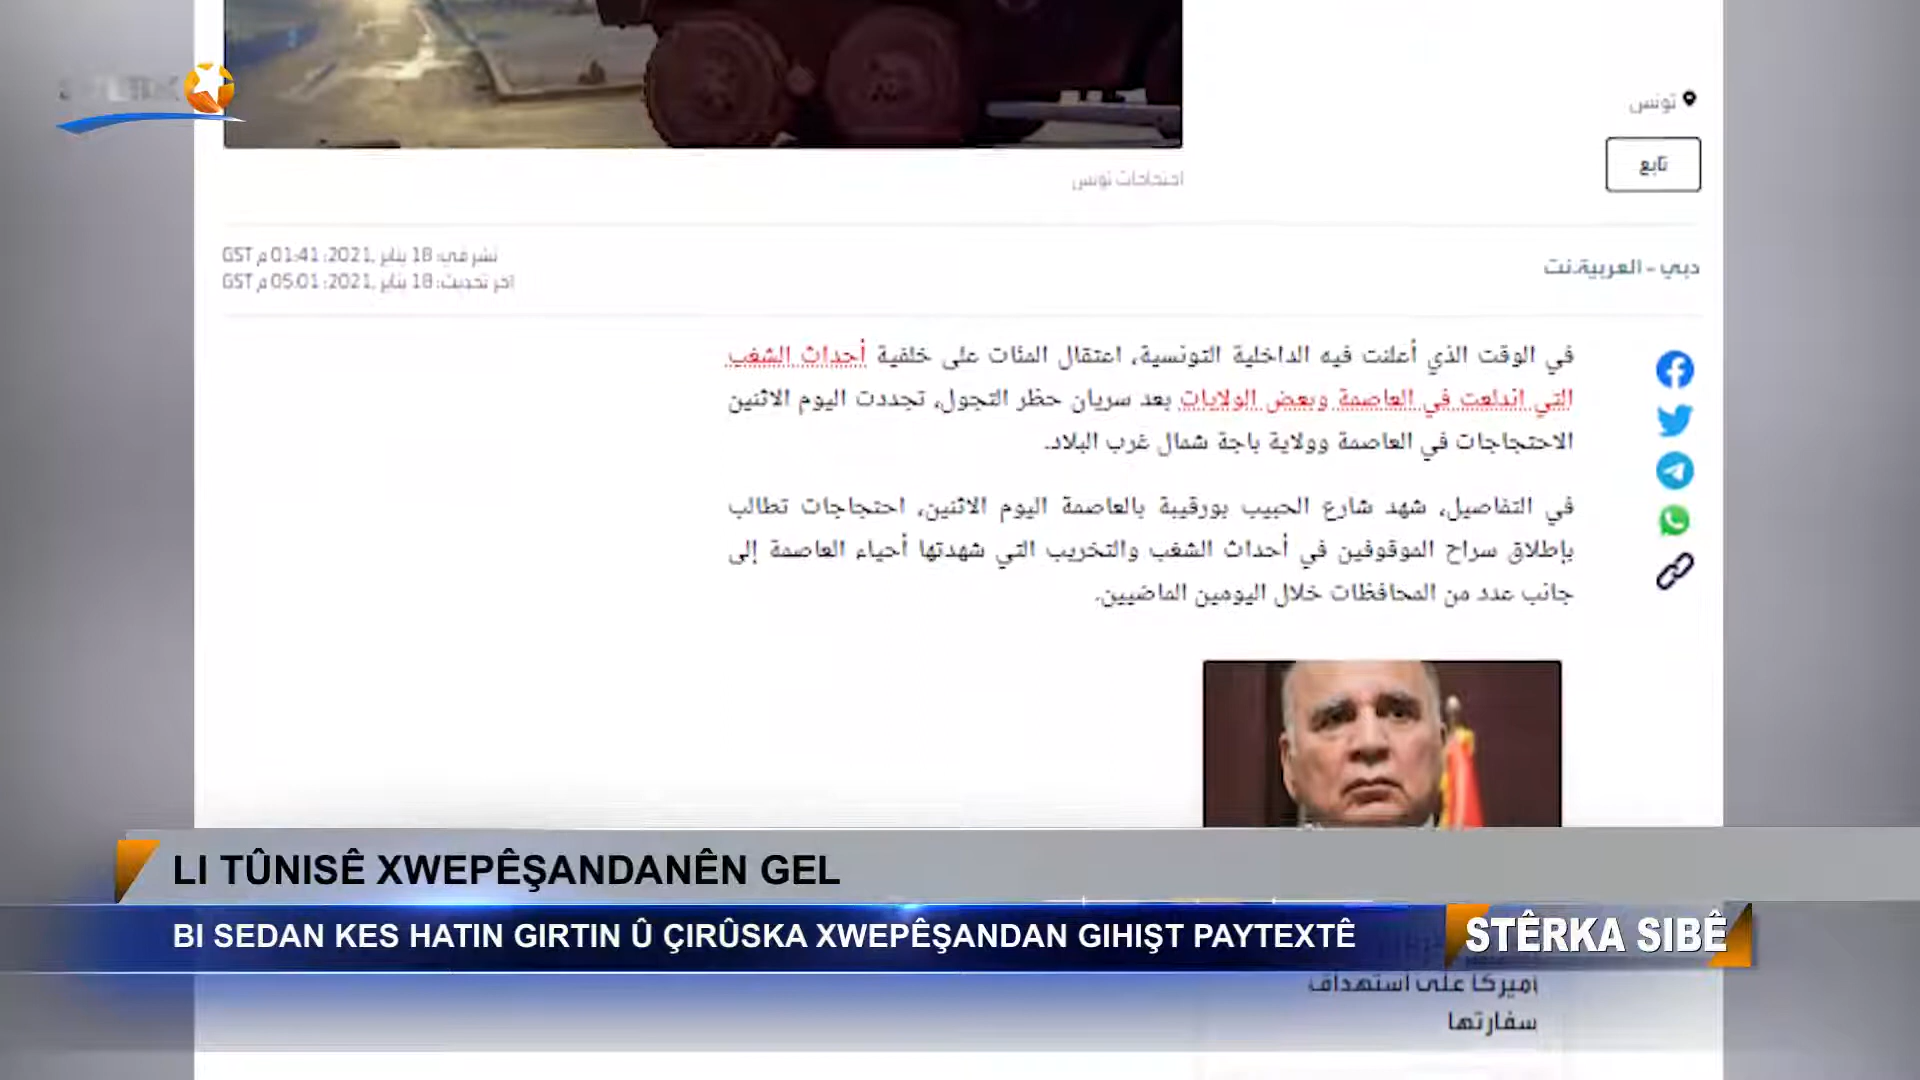 تونس
تابع
احتجاجات تونس
نشر في: 18 يناير ,2021: 01:41 م GST
آخر تحديث: 18 يناير ,2021: 05:01 م GST
دبي - العربية.نت
في الوقت الذي أعلنت فيه الداخلية التونسية، اعتقال المئات على خلفية أحداث الشغب
التي اندلعت في العاصمة وبعض الولايات بعد سريان حظر التجول، تجددت اليوم الاثنين
الاحتجاجات في العاصمة وولاية باجة شمال غرب البلاد.
في التفاصيل، شهد شارع الحبيب بورقيبة بالعاصمة اليوم الاثنين، احتجاجات تطالب
بإطلاق سراح الموقوفين في أحداث الشغب والتخريب التي شهدتها أحياء العاصمة إلى
جانب عدد من المحافظات خلال اليومين الماضيين.
LI TÛNISÊ XWEPÊŞANDANÊN GEL
BI SEDAN KES HATIN GIRTIN Û ÇIRÛSKA XWEPÊŞANDAN GIHIŞT PAYTEXTÊ
STÊRKA SIBÊ
أميركا على استهداف
سفارتها